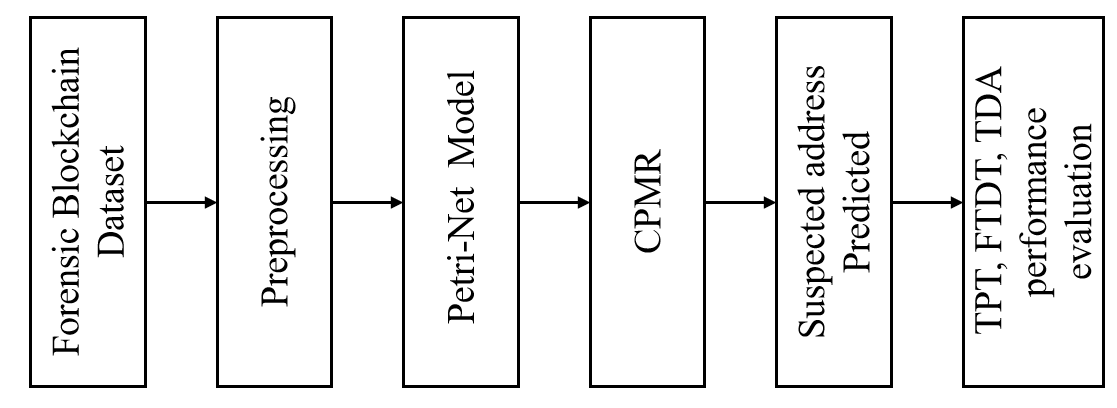 Forensic Blockchain
Dataset
Preprocessing
Petri-Net Model
CPMR
Suspected address
Predicted
TPT, FTDT, TDA
performance
evaluation